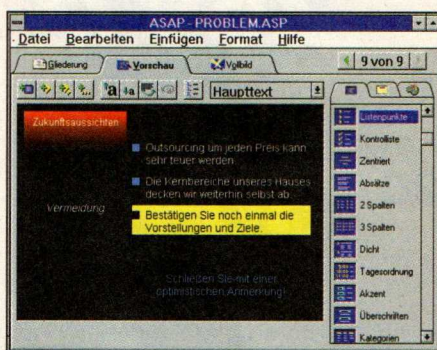 ASAP - PROBLEM.ASP
Datei Bearbeiten Einfügen Format Hilfe
Gliederung Vorschau Vollbild 9 von 9
Haupttext
Zukunftsaussichten
Outsourcing um jeden Preis kann
sehr teuer werden
Die Kernbereiche unseres Hauses
decken wir weiterhin selbst ab.
Vermeidung
Bestätigen Sie noch einmal die
Vorstellungen und Ziele.
Schließen Sie mit einer
optimistischen Anmerkung!
Listenpunkte
Kontrolliste
Zentriert
Absätze
2 Spalten
3 Spalten
Dicht
Tagesordnung
Akzent
Überschriften
Kategorien